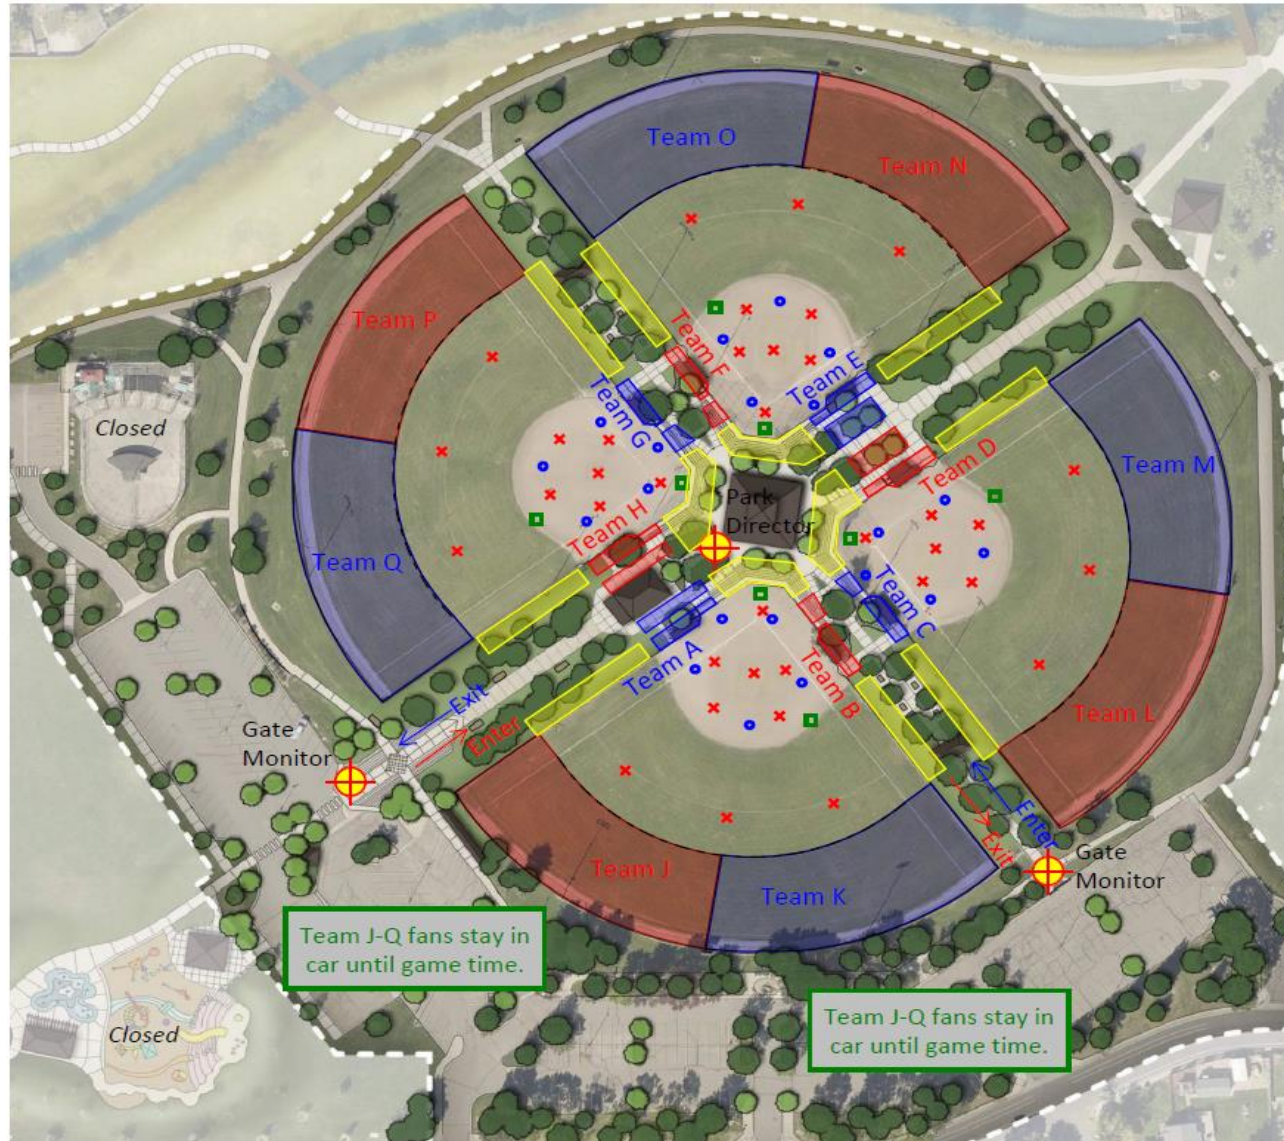 Team O
Team N
Team P
Team F
Team E
Team G
Closed
Team D
Team M
Park
Director
Team H
Team Q
Team C
Team A
Team B
Exit
Enter
Team L
Gate
Monitor
Enter
Exit
Team J
Gate
Monitor
Team K
Team J-Q fans stay in
car until game time.
Team J-Q fans stay in
car until game time.
Closed